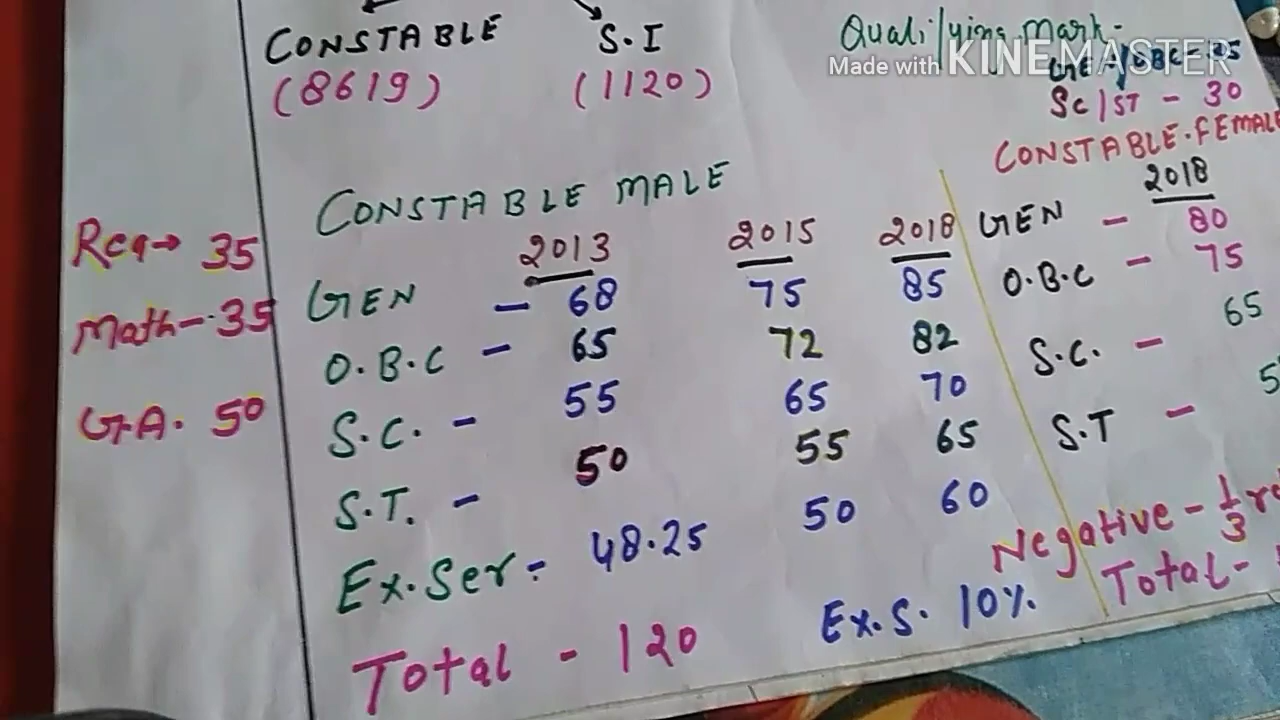 CONSTABLE S.I
(8619) (1120)
Qualifying Mark-
Made with KINEMASTER
SC/ST - 30
CONSTABLE.FEMALE
2018
GEN - 80
O.B.C - 75
S.C. - 65
S.T -
Rea→ 35
Math - 35
G.A. 50
CONSTABLE MALE
2013 2015 2018
GEN - 68 75 85
O.B.C - 65 72 82
S.C. - 55 65 70
S.T. - 50 55 65
Ex.Ser - 48.25 50 60
Total - 120
Ex.S. 10%
Negative - 1/3
Total -